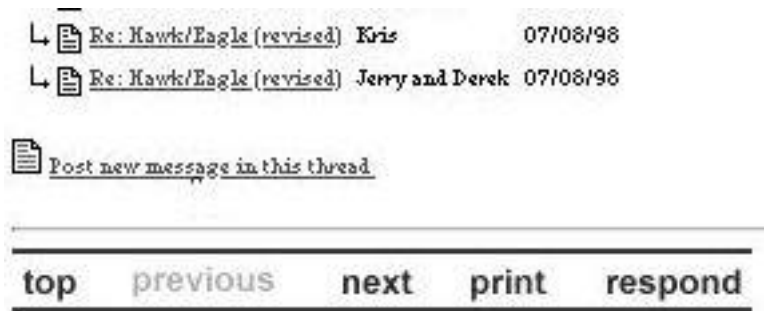 Re: Hawk/Eagle (revised) Kris 07/08/98
Re: Hawk/Eagle (revised) Jerry and Derek 07/08/98
Post new message in this thread
top previous next print respond